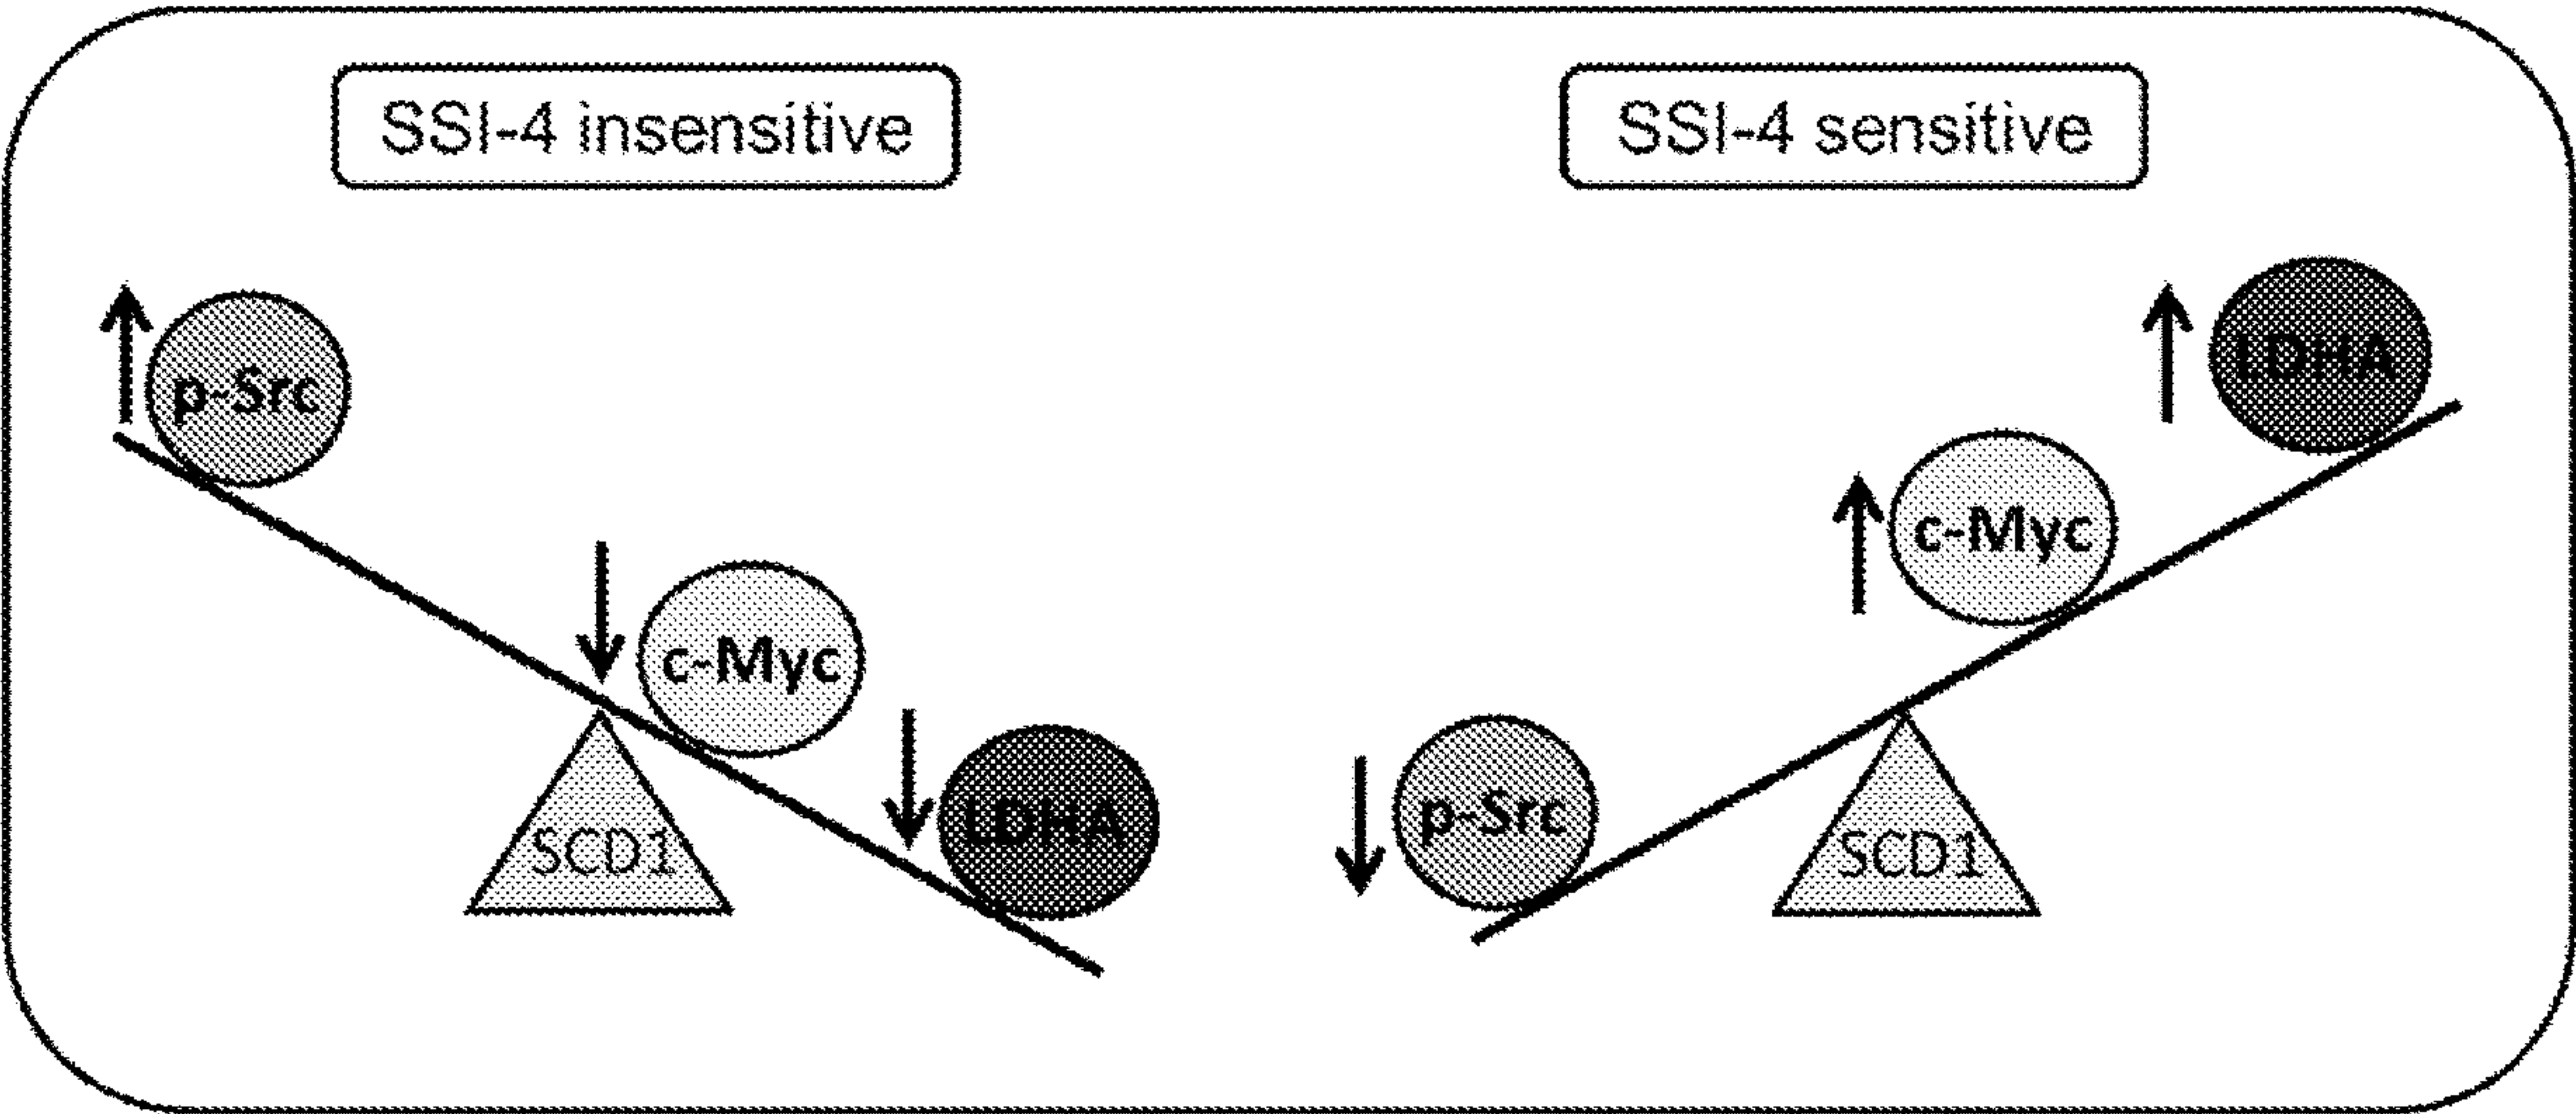 SSI-4 insensitive
p-Src
c-Myc
LDHA
SCD1
SSI-4 sensitive
LDHA
c-Myc
p-Src
SCD1